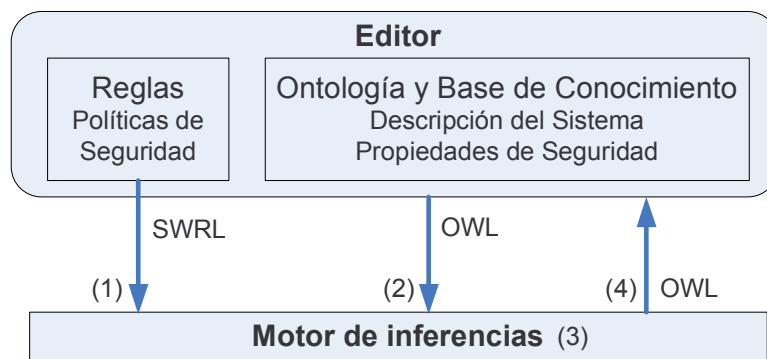 Editor
Reglas
Políticas de
Seguridad
Ontología y Base de Conocimiento
Descripción del Sistema
Propiedades de Seguridad
SWRL
OWL
(1)
(2)
(4) OWL
Motor de inferencias (3)